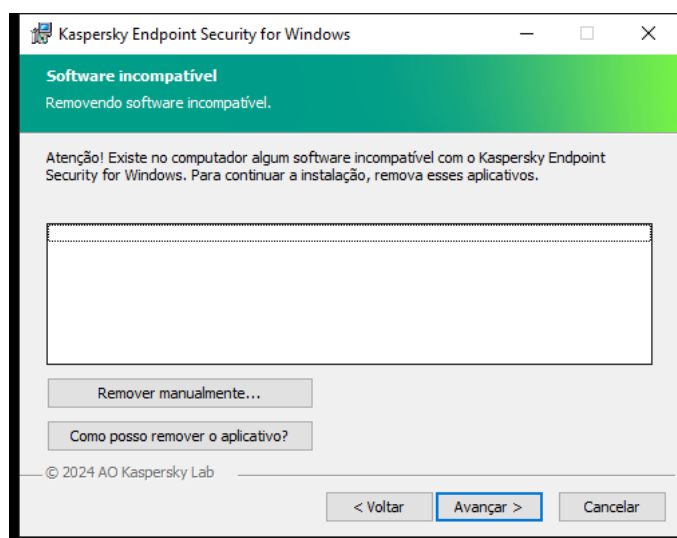 Kaspersky Endpoint Security for Windows
Software incompatível
Removendo software incompatível.
Atenção! Existe no computador algum software incompatível com o Kaspersky Endpoint
Security for Windows. Para continuar a instalação, remova esses aplicativos.
Remover manualmente...
Como posso remover o aplicativo?
© 2024 AO Kaspersky Lab
< Voltar
Avançar >
Cancelar